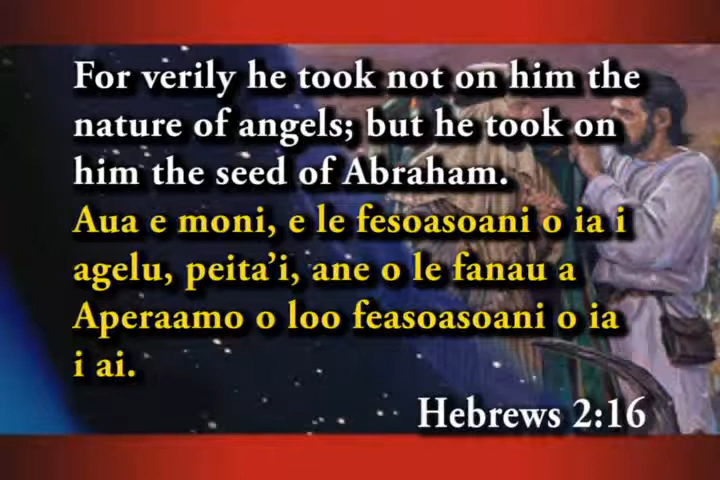 For verily he took not on him the
nature of angels; but he took on
him the seed of Abraham.
Aua e moni, e le fesoasoani o ia i
agelu, peita’i, ane o le fanau a
Aperaamo o loo feasoasoani o ia
i ai.
Hebrews 2:16